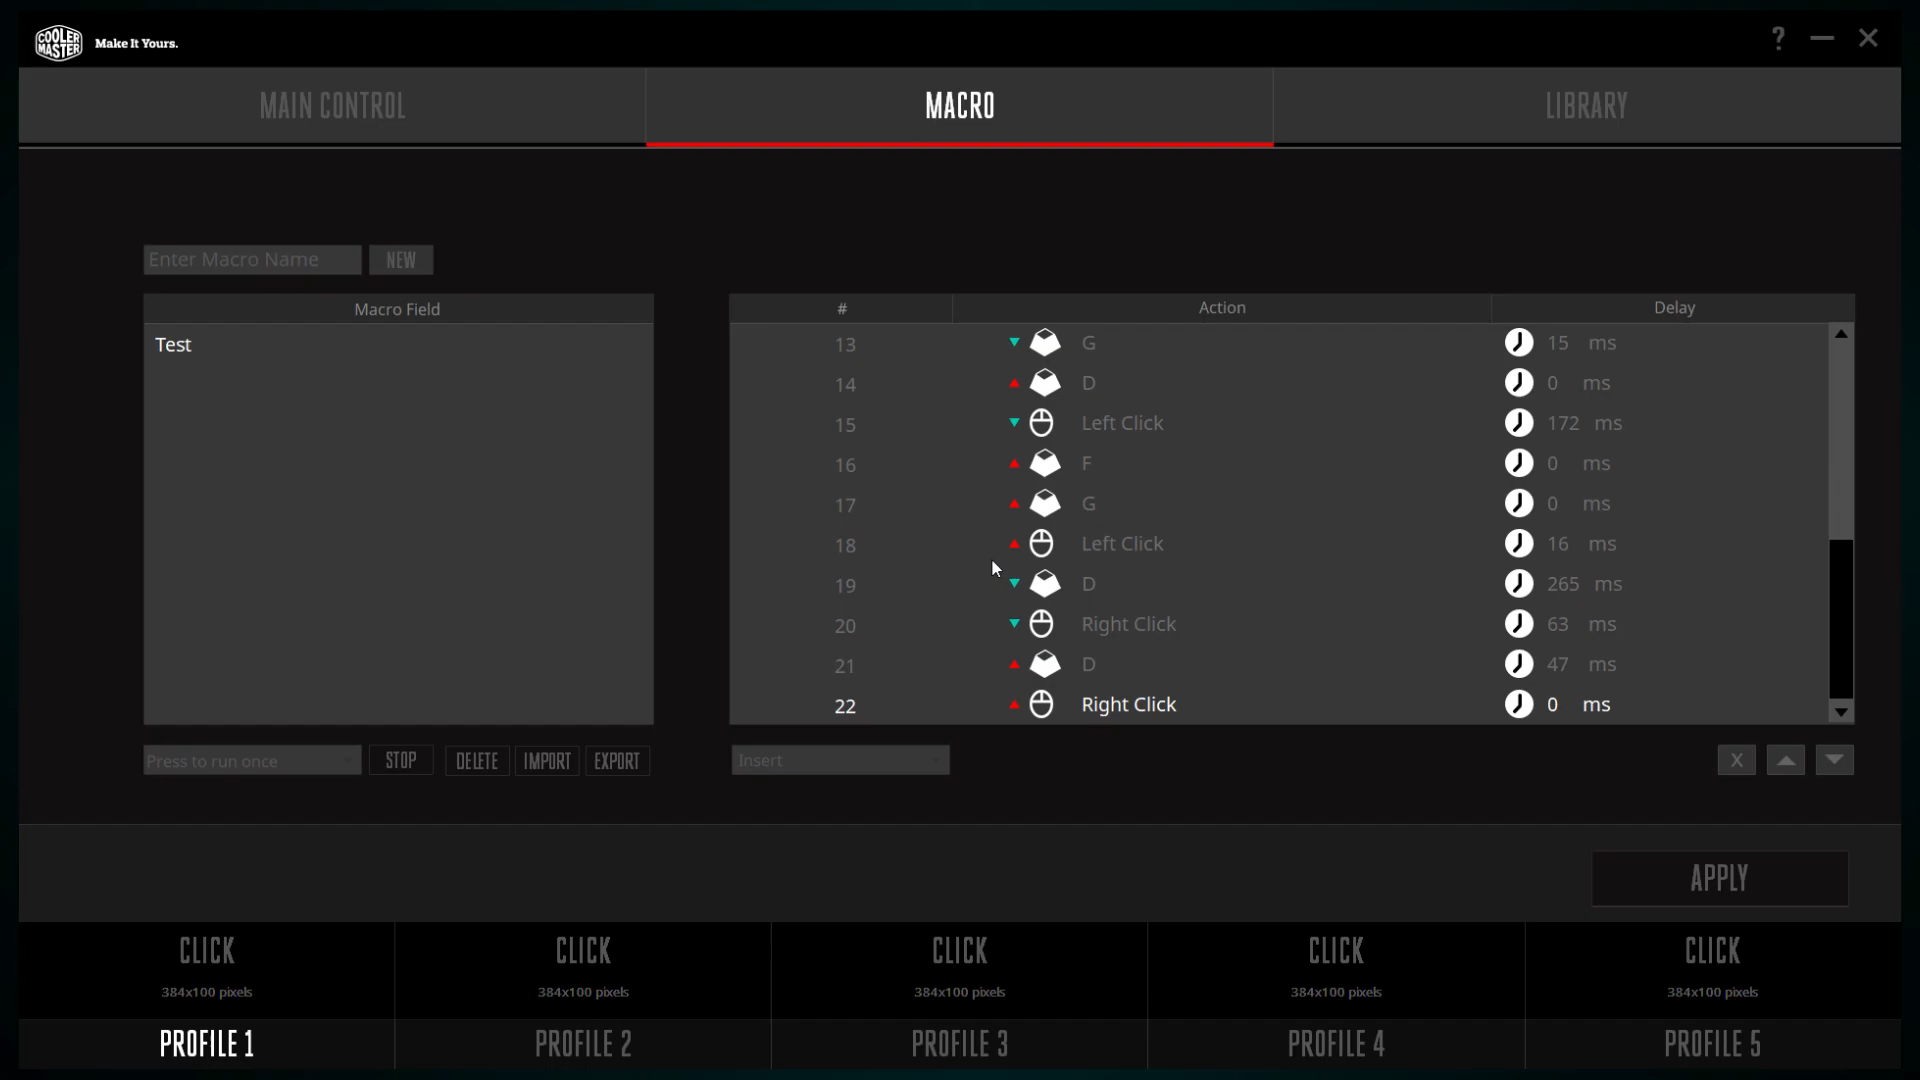 COOLER MASTER Make It Yours. ?
MAIN CONTROL MACRO LIBRARY
Enter Macro Name NEW
Macro Field
Test
Press to run once STOP DELETE IMPORT EXPORT
# Action Delay
13 G 15 ms
14 D 0 ms
15 Left Click 172 ms
16 F 0 ms
17 G 0 ms
18 Left Click 16 ms
19 D 265 ms
20 Right Click 63 ms
21 D 47 ms
22 Right Click 0 ms
Insert X
APPLY
CLICK CLICK CLICK CLICK CLICK
384x100 pixels 384x100 pixels 384x100 pixels 384x100 pixels 384x100 pixels
PROFILE 1 PROFILE 2 PROFILE 3 PROFILE 4 PROFILE 5